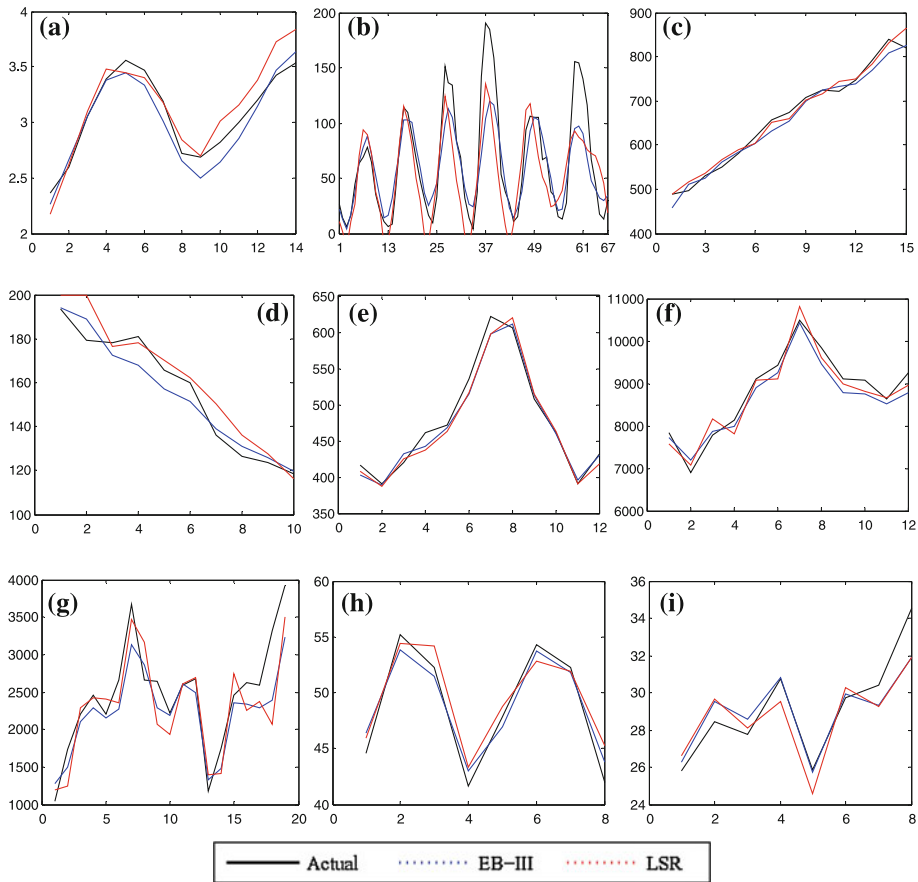 (a)
4
3.5
3
2.5
2
0 2 4 6 8 10 12 14
(b)
200
150
100
50
0
1 13 25 37 49 61 67
(c)
900
800
700
600
500
400
0 3 6 9 12 15
(d)
200
180
160
140
120
100
0 2 4 6 8 10
(e)
650
600
550
500
450
400
350
0 2 4 6 8 10 12
(f)
11000
10000
9000
8000
7000
6000
0 2 4 6 8 10 12
(g)
4000
3500
3000
2500
2000
1500
1000
0 5 10 15 20
(h)
60
55
50
45
40
0 2 4 6 8
(i)
36
34
32
30
28
26
24
0 2 4 6 8
Actual EB-III LSR